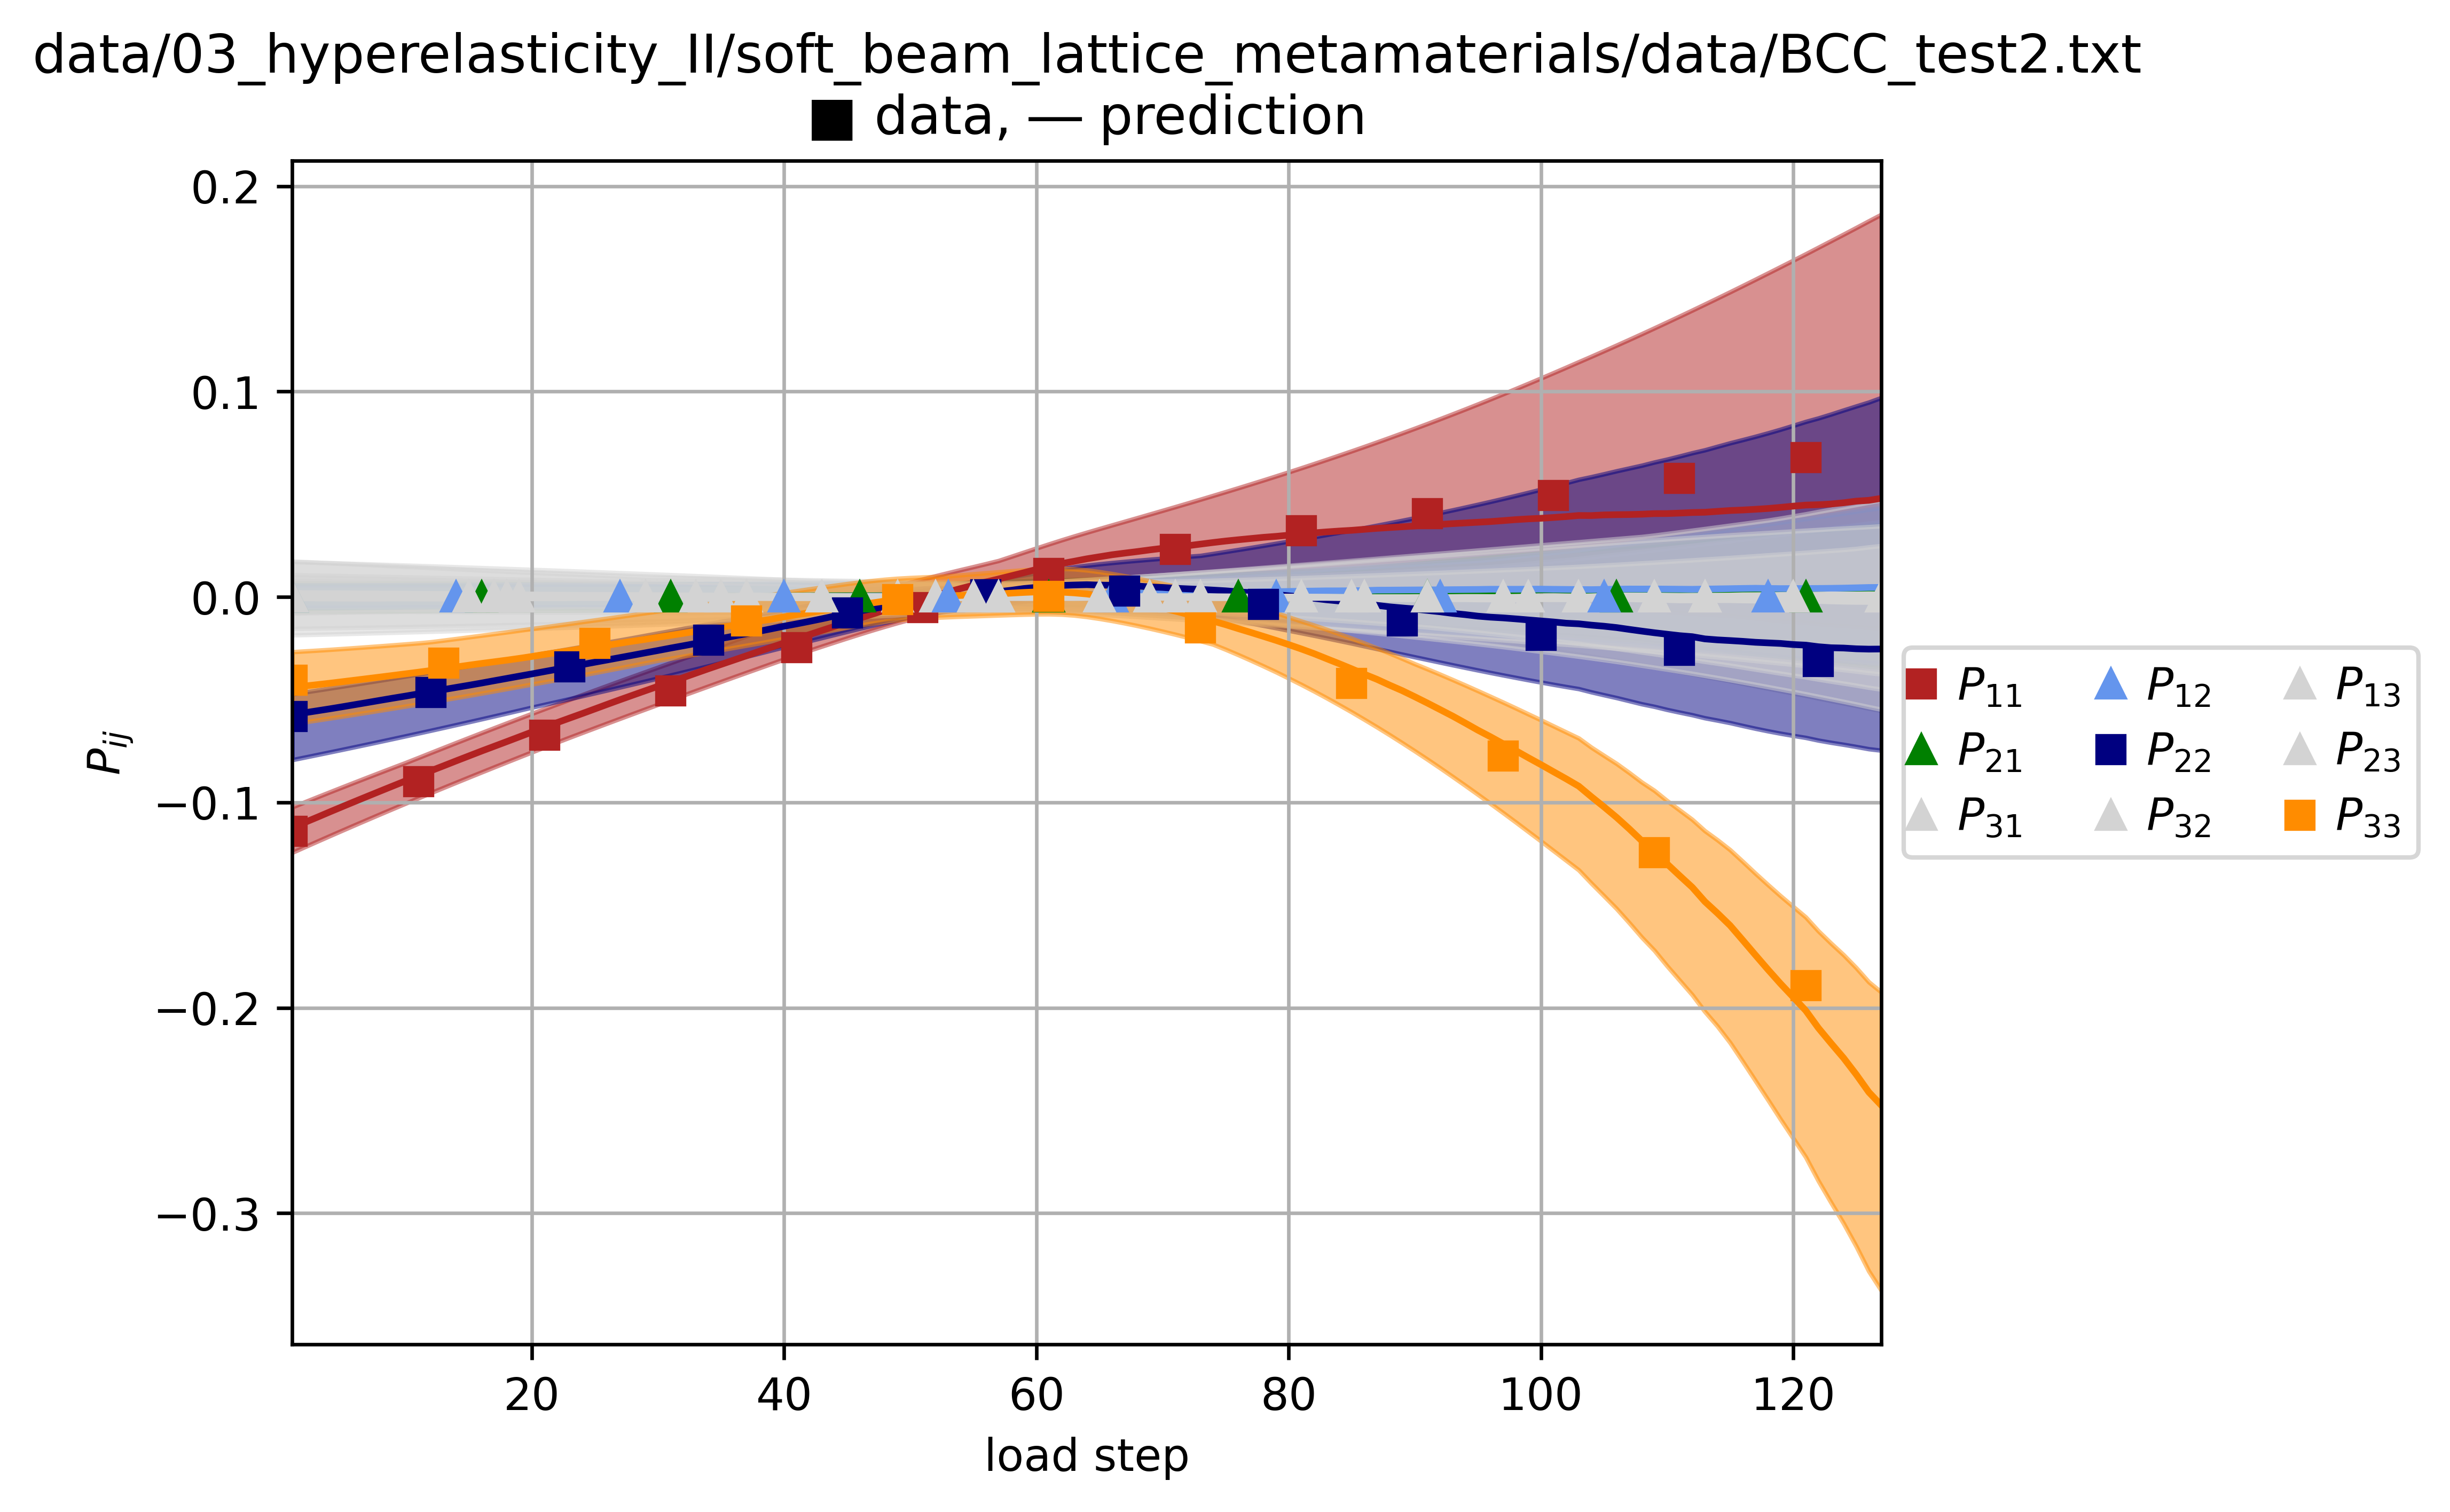 data/03_hyperelasticity_II/soft_beam_lattice_metamaterials/data/BCC_test2.txt
■ data, — prediction
0.2
0.1
0.0
−0.1
−0.2
−0.3
P_ij
20 40 60 80 100 120
load step
P_11 P_12 P_13
P_21 P_22 P_23
P_31 P_32 P_33